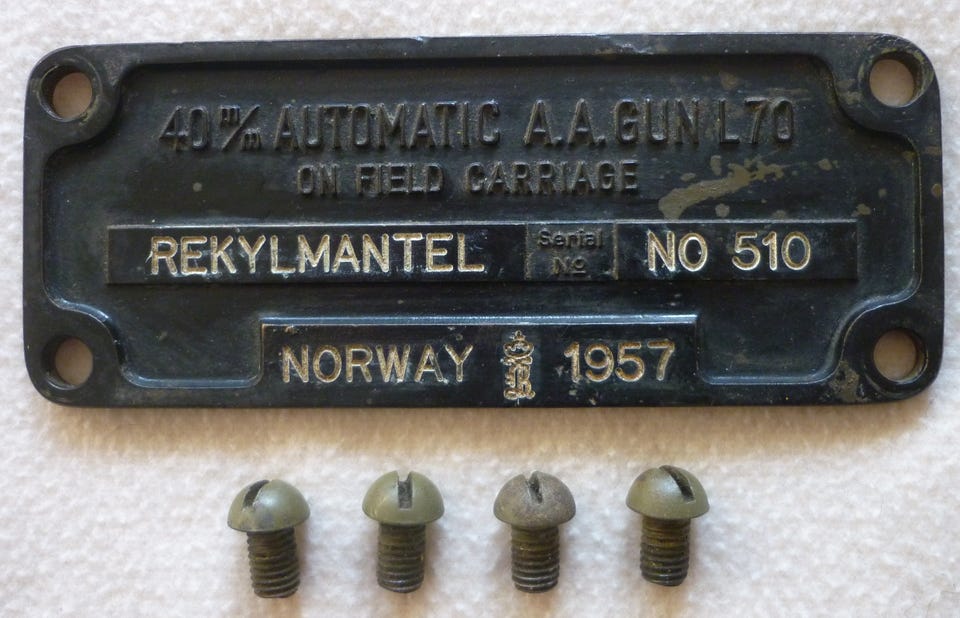 40 m/m AUTOMATIC A.A. GUN L70
ON FIELD CARRIAGE
REKYLMANTEL Serial No NO 510
NORWAY 1957